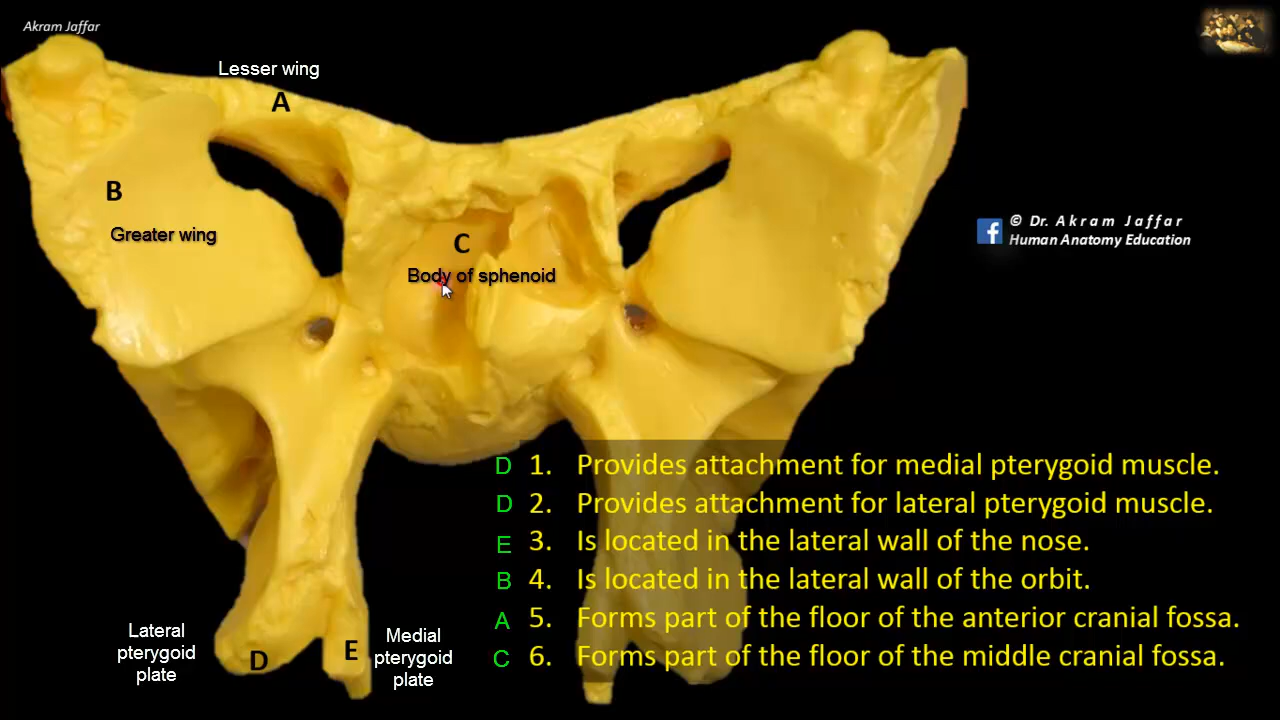 Akram Jaffar
Lesser wing
A
B
Greater wing
C
Body of sphenoid
© Dr. Akram Jaffar
Human Anatomy Education
D 1. Provides attachment for medial pterygoid muscle.
D 2. Provides attachment for lateral pterygoid muscle.
E 3. Is located in the lateral wall of the nose.
B 4. Is located in the lateral wall of the orbit.
A 5. Forms part of the floor of the anterior cranial fossa.
C 6. Forms part of the floor of the middle cranial fossa.
Lateral
pterygoid
plate
D
E
Medial
pterygoid
plate